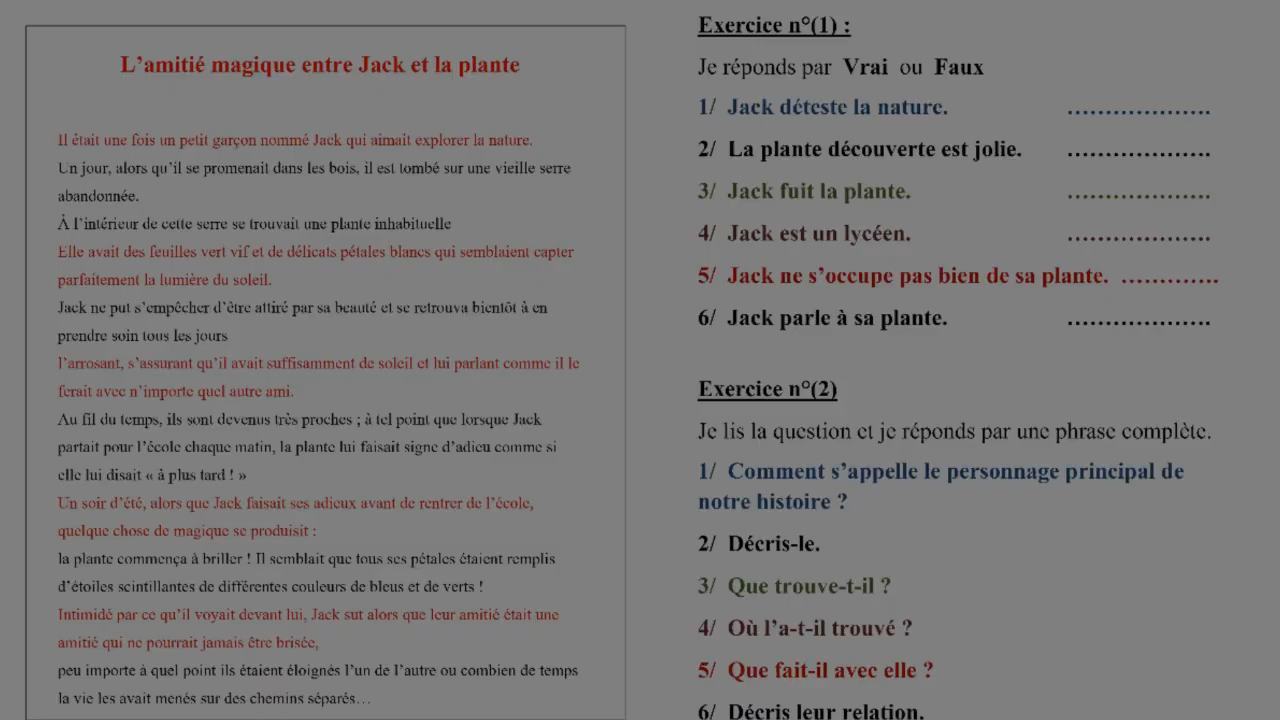 L'amitié magique entre Jack et la plante
Il était une fois un petit garçon nommé Jack qui aimait explorer la nature.
Un jour, alors qu'il se promenait dans les bois, il est tombé sur une vieille serre
abandonnée.
À l'intérieur de cette serre se trouvait une plante inhabituelle
Elle avait des feuilles vert vif et de délicats pétales blancs qui semblaient capter
parfaitement la lumière du soleil.
Jack ne put s'empêcher d'être attiré par sa beauté et se retrouva bientôt à en
prendre soin tous les jours
l'arrosant, s'assurant qu'il avait suffisamment de soleil et lui parlant comme il le
ferait avec n'importe quel autre ami.
Au fil du temps, ils sont devenus très proches ; à tel point que lorsque Jack
partait pour l'école chaque matin, la plante lui faisait signe d'adieu comme si
elle lui disait « à plus tard ! »
Un soir d'été, alors que Jack faisait ses adieux avant de rentrer de l'école,
quelque chose de magique se produisit :
la plante commença à briller ! Il semblait que tous ses pétales étaient remplis
d'étoiles scintillantes de différentes couleurs de bleus et de verts !
Intimidé par ce qu'il voyait devant lui, Jack sut alors que leur amitié était une
amitié qui ne pourrait jamais être brisée,
peu importe à quel point ils étaient éloignés l'un de l'autre ou combien de temps
la vie les avait menés sur des chemins séparés…
Exercice n°(1) :
Je réponds par Vrai ou Faux
1/ Jack déteste la nature. ………………….
2/ La plante découverte est jolie. ………………….
3/ Jack fuit la plante. ………………….
4/ Jack est un lycéen. ………………….
5/ Jack ne s'occupe pas bien de sa plante. ………….
6/ Jack parle à sa plante. ………………….
Exercice n°(2)
Je lis la question et je réponds par une phrase complète.
1/ Comment s'appelle le personnage principal de
notre histoire ?
2/ Décris-le.
3/ Que trouve-t-il ?
4/ Où l'a-t-il trouvé ?
5/ Que fait-il avec elle ?
6/ Décris leur relation.